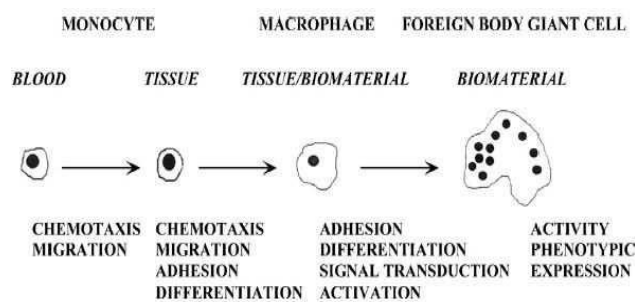 MONOCYTE MACROPHAGE FOREIGN BODY GIANT CELL
BLOOD TISSUE TISSUE/BIOMATERIAL BIOMATERIAL
CHEMOTAXIS CHEMOTAXIS ADHESION ACTIVITY
MIGRATION MIGRATION DIFFERENTIATION PHENOTYPIC
ADHESION SIGNAL TRANSDUCTION EXPRESSION
DIFFERENTIATION ACTIVATION